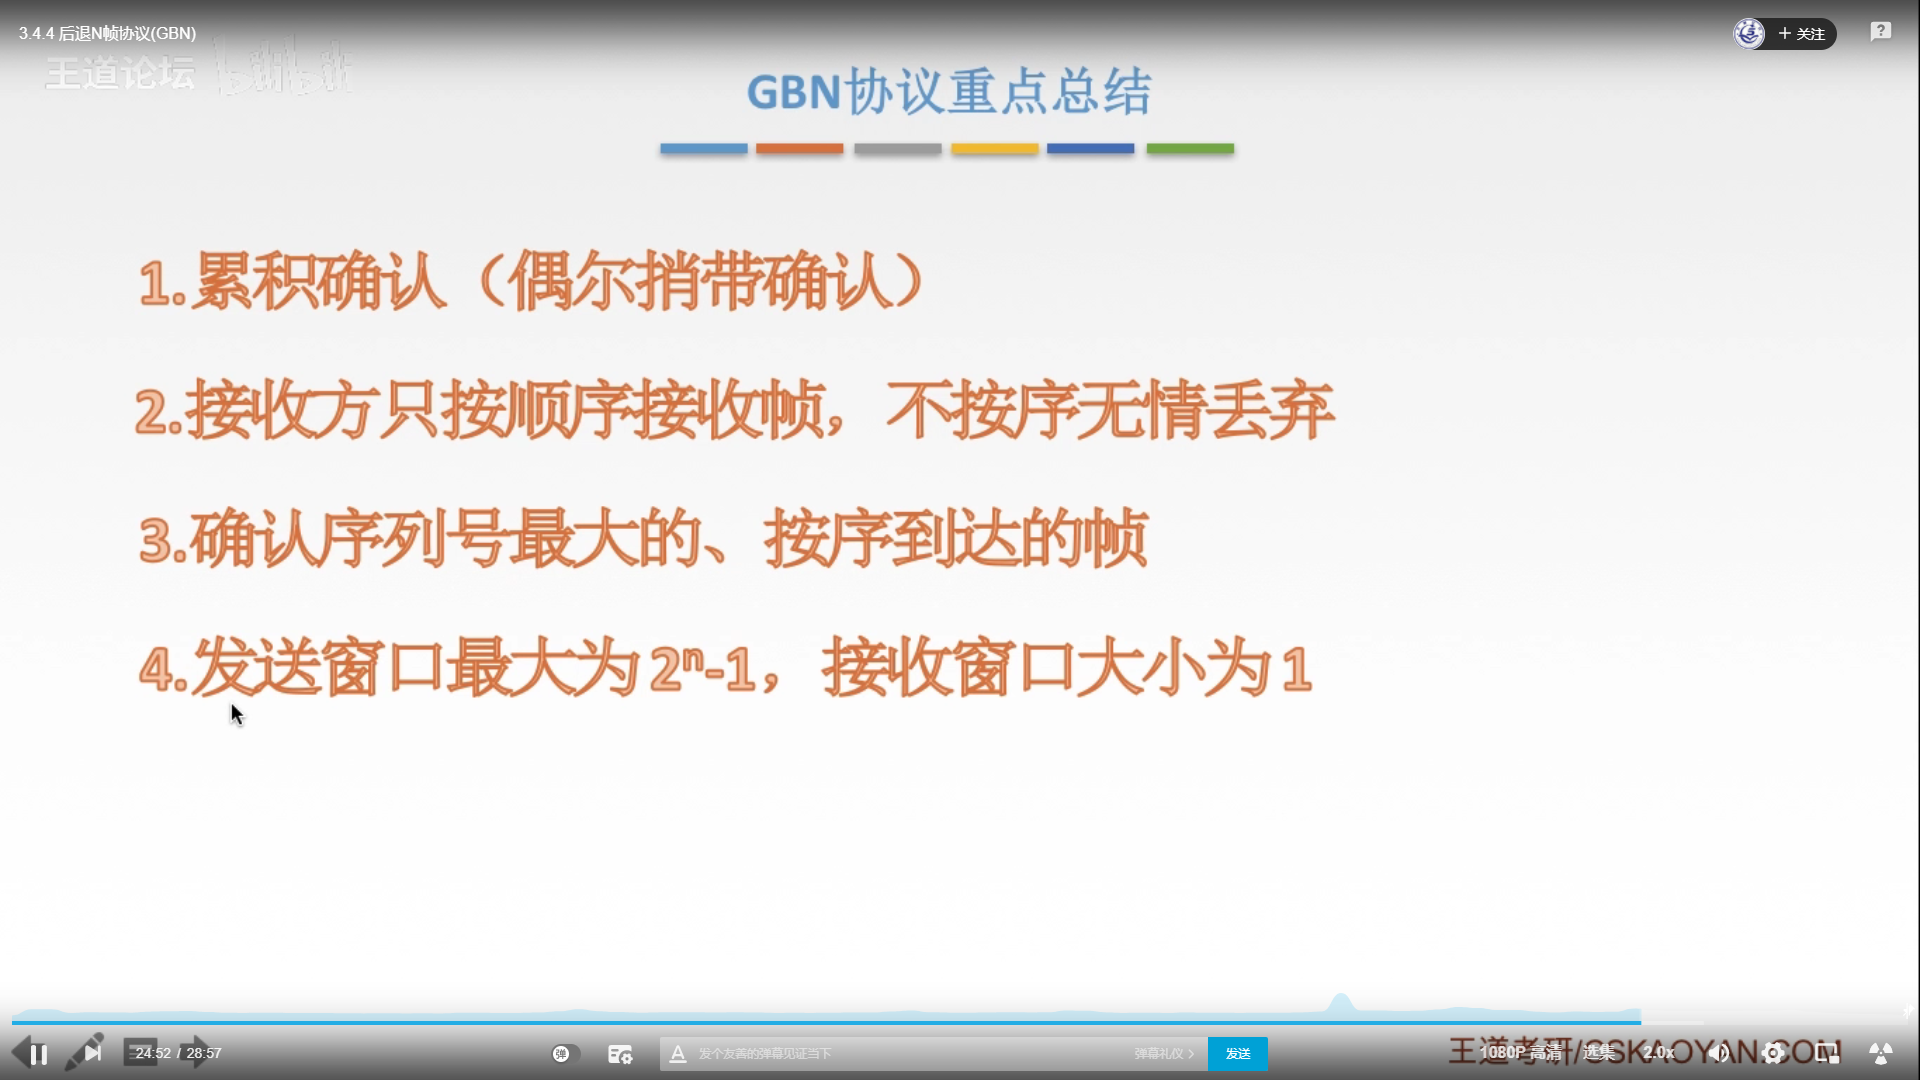 3.4.4 后退N帧协议(GBN)
+ 关注
王道论坛 bilibili
GBN协议重点总结
1.累积确认（偶尔捎带确认）
2.接收方只按顺序接收帧，不按序无情丢弃
3.确认序列号最大的、按序到达的帧
4.发送窗口最大为2ⁿ-1，接收窗口大小为1
24:52 / 28:57
弹
发个友善的弹幕见证当下
弹幕礼仪 >
发送
王道考研/CSKAOYAN.COM
1080P 高清
选集
2.0x